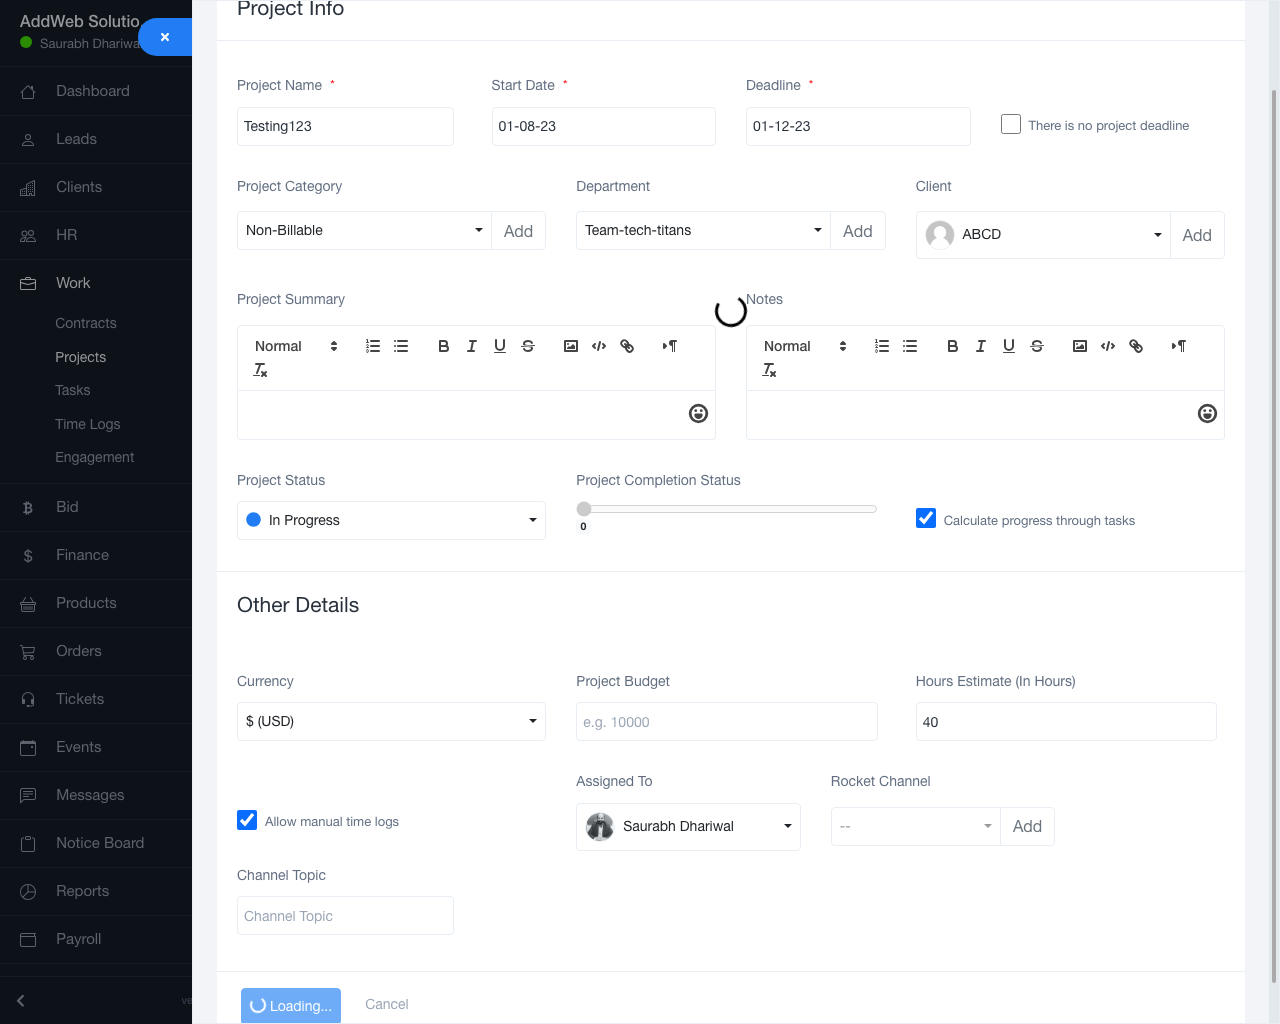 AddWeb Solutio
Saurabh Dhariwa
Dashboard
Leads
Clients
HR
Work
Contracts
Projects
Tasks
Time Logs
Engagement
Bid
Finance
Products
Orders
Tickets
Events
Messages
Notice Board
Reports
Payroll
ve
Project Info
Project Name * Start Date * Deadline *
Testing123 01-08-23 01-12-23 There is no project deadline
Project Category Department Client
Non-Billable Add Team-tech-titans Add ABCD Add
Project Summary Notes
Normal Normal
Project Status Project Completion Status
In Progress
0
Calculate progress through tasks
Other Details
Currency Project Budget Hours Estimate (In Hours)
$ (USD) e.g. 10000 40
Assigned To Rocket Channel
Allow manual time logs Saurabh Dhariwal -- Add
Channel Topic
Channel Topic
Loading... Cancel